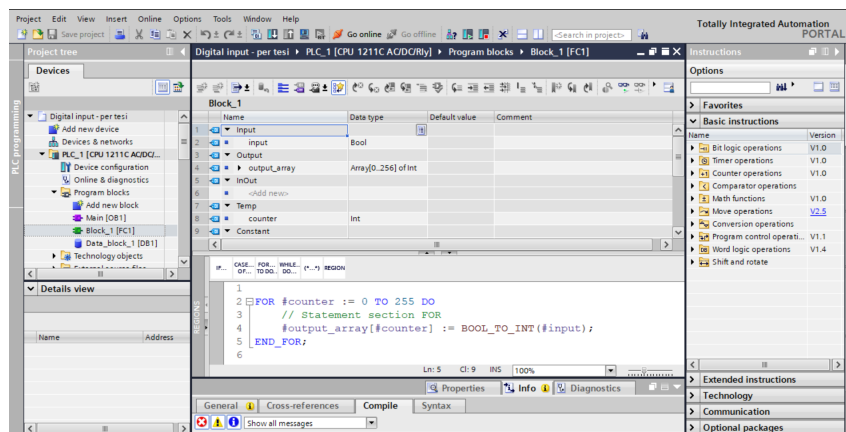 Project Edit View Insert Online Options Tools Window Help
Totally Integrated Automation
PORTAL
Save project
Go online
Go offline
<Search in project>
Project tree
Devices
PLC programming
Digital input - per tesi
Add new device
Devices & networks
PLC_1 [CPU 1211C AC/DC/...
Device configuration
Online & diagnostics
Program blocks
Add new block
Main [OB1]
Block_1 [FC1]
Data_block_1 [DB1]
Technology objects
Details view
Name Address
Digital input - per tesi PLC_1 [CPU 1211C AC/DC/Rly] Program blocks Block_1 [FC1]
Block_1
Name Data type Default value Comment
1 Input
2 input Bool
3 Output
4 output_array Array[0..256] of Int
5 InOut
6 <Add new>
7 Temp
8 counter Int
9 Constant
IF... CASE... OF... FOR... TO DO.. WHILE.. DO... (*...*) REGION
REGIONS
1
2 FOR #counter := 0 TO 255 DO
3 // Statement section FOR
4 #output_array[#counter] := BOOL_TO_INT(#input);
5 END_FOR;
6
Ln: 5 Cl: 9 INS 100%
Properties Info Diagnostics
General Cross-references Compile Syntax
Show all messages
Instructions
Options
Favorites
Basic instructions
Name Version
Bit logic operations V1.0
Timer operations V1.0
Counter operations V1.0
Comparator operations
Math functions V1.0
Move operations V2.5
Conversion operations
Program control operati... V1.1
Word logic operations V1.4
Shift and rotate
Extended instructions
Technology
Communication
Optional packages